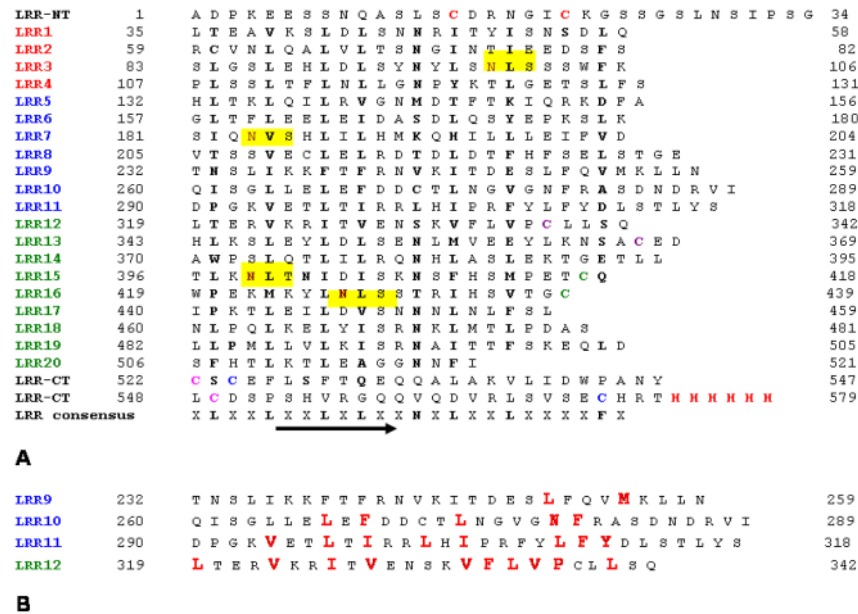 LRR-NT 1 A D P K E E S S N Q A S L S C D R N G I C K G S S G S L N S I P S G 34
LRR1 35 L T E A V K S L D L S N N R I T Y I S N S D L Q 58
LRR2 59 R C V N L Q A L V L T S N G I N T I E E D S F S 82
LRR3 83 S L G S L E H L D L S Y N Y L S N L S S S W F K 106
LRR4 107 P L S S L T F L N L L G N P Y K T L G E T S L F S 131
LRR5 132 H L T K L Q I L R V G N M D T F T K I Q R K D F A 156
LRR6 157 G L T F L E E L E I D A S D L Q S Y E P K S L K 180
LRR7 181 S I Q N V S H L I L H M K Q H I L L L E I F V D 204
LRR8 205 V T S S V E C L E L R D T D L D T F H F S E L S T G E 231
LRR9 232 T N S L I K K F T F R N V K I T D E S L F Q V M K L L N 259
LRR10 260 Q I S G L L E L E F D D C T L N G V G N F R A S D N D R V I 289
LRR11 290 D P G K V E T L T I R R L H I P R F Y L F Y D L S T L Y S 318
LRR12 319 L T E R V K R I T V E N S K V F L V P C L L S Q 342
LRR13 343 H L K S L E Y L D L S E N L M V E E Y L K N S A C E D 369
LRR14 370 A W P S L Q T L I L R Q N H L A S L E K T G E T L L 395
LRR15 396 T L K N L T N I D I S K N S F H S M P E T C Q 418
LRR16 419 W P E K M K Y L N L S S T R I H S V T G C 439
LRR17 440 I P K T L E I L D V S N N N L N L F S L 459
LRR18 460 N L P Q L K E L Y I S R N K L M T L P D A S 481
LRR19 482 L L P M L L V L K I S R N A I T T F S K E Q L D 505
LRR20 506 S F H T L K T L E A G G N N F I 521
LRR-CT 522 C S C E F L S F T Q E Q Q A L A K V L I D W P A N Y 547
LRR-CT 548 L C D S P S H V R G Q Q V Q D V R L S V S E C H R T H H H H H H 579
LRR consensus X L X X L X X L X L X X N X L X X L X X X X F X
A
LRR9 232 T N S L I K K F T F R N V K I T D E S L F Q V M K L L N 259
LRR10 260 Q I S G L L E L E F D D C T L N G V G N F R A S D N D R V I 289
LRR11 290 D P G K V E T L T I R R L H I P R F Y L F Y D L S T L Y S 318
LRR12 319 L T E R V K R I T V E N S K V F L V P C L L S Q 342
B